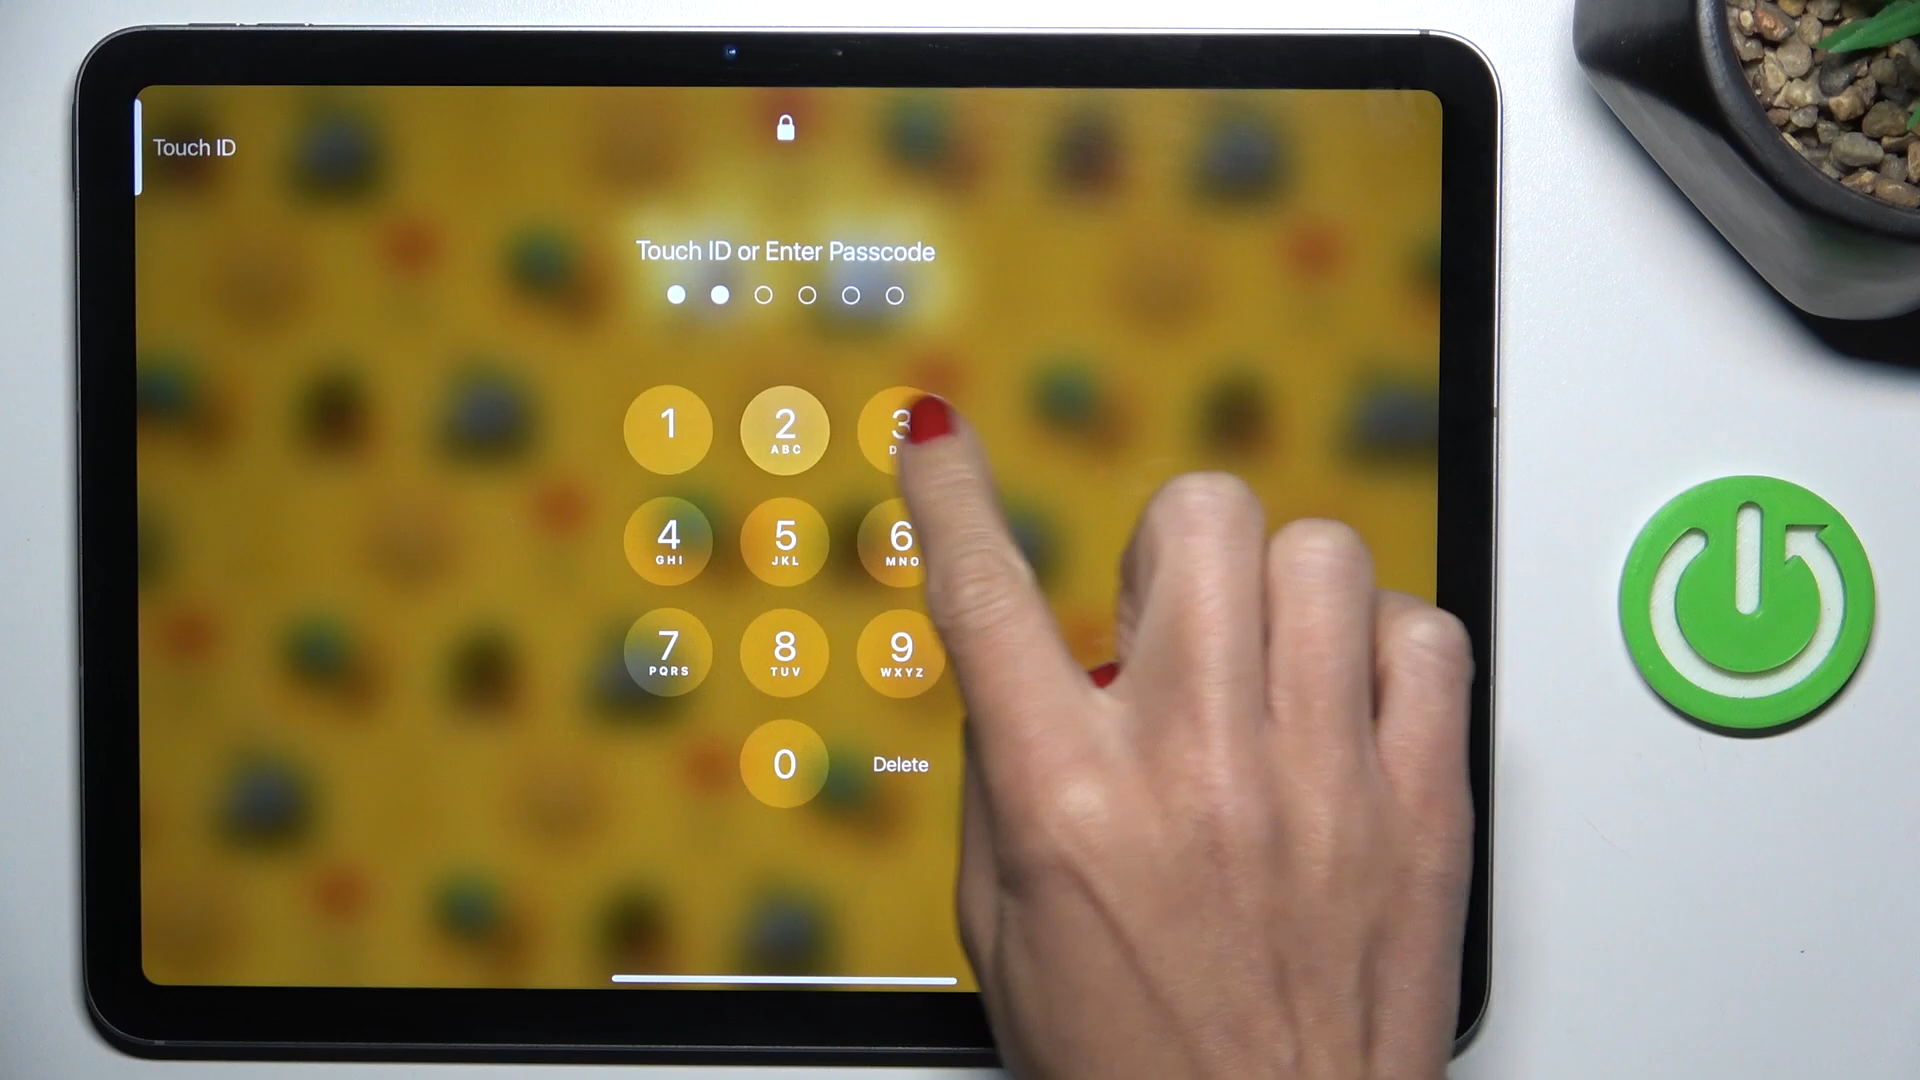 Touch ID
Touch ID or Enter Passcode
1
2
ABC
3
D
4
GHI
5
JKL
6
MNO
7
PQRS
8
TUV
9
WXYZ
0
Delete